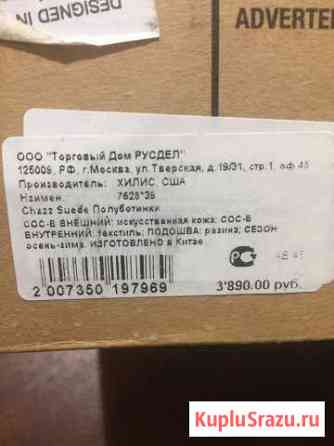 DESIGNED IN
ADVERTE
ООО "Торговый Дом РУСДЕЛ"
125009, РФ, г.Москва, ул.Тверская, д.19/31, стр.1, оф.45
Производитель: ХИЛИС, США
Наимен. 7628*39
Chazz Suede Полуботинки
СОС-В ВНЕШНИЙ: искусственная кожа; СОС-В
ВНУТРЕННИЙ: текстиль; ПОДОШВА: резина; СЕЗОН
осень-зима. ИЗГОТОВЛЕНО в Китае
2 007350 197969
3'890.00 руб.
KupluSrazu.ru